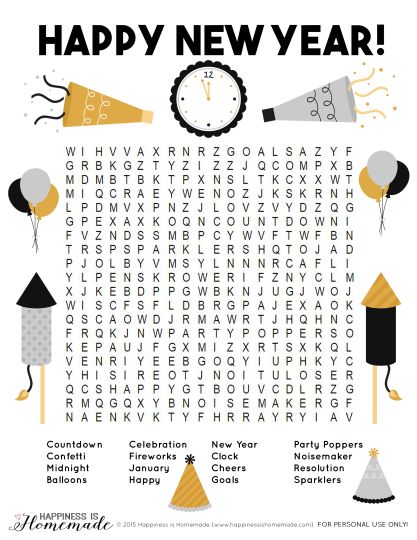 HAPPY NEW YEAR!
12
W I H V V A X R N R Z G O A L S A Z Y F
G R B K G Z T Y Z I Z Z J Q C O M P X B
M D M B T B K T P X N S L T K C X X W T
M I Q C R A E Y W E N O Z J K S K R N H
L P D M V X P N Z J L O V Z V Y D Z Q G
G P E X A X K O Q N C O U N T D O W N I
F V Z N D S S M B P C Y W V F T W F B N
T R S P S P A R K L E R S H Q T O J A D
P J O L B Y V M S Y L N N N R C A F L I
Y L P E N S K R O W E R I F Z N Y C L M
X J K E B D P P G W B K N J U G J W O J
W I S C F S F L D B R G P A J E X A O K
Q S C A O W D J R M A W R T J H Q H N C
F R Q K J N W P A R T Y P O P P E R S O
K E P A U J F G X M I Z X R T S X K Q L
V E N R I Y E E B G O Q Y I U P H K Y C
Y H I S I R E O T J N O I T U L O S E R
Q C S H A P P Y G T B O U V C D L R Z G
R M Q G Q X Y B N O I S E M A K E R G F
N A E N K V K T Y F H R R A Y R Y I A V
Countdown Celebration New Year Party Poppers
Confetti Fireworks Clock Noisemaker
Midnight January Cheers Resolution
Balloons Happy Goals Sparklers
HAPPINESS IS
Homemade
© 2015 Happiness is Homemade (www.happinessishomemade.com) FOR PERSONAL USE ONLY!